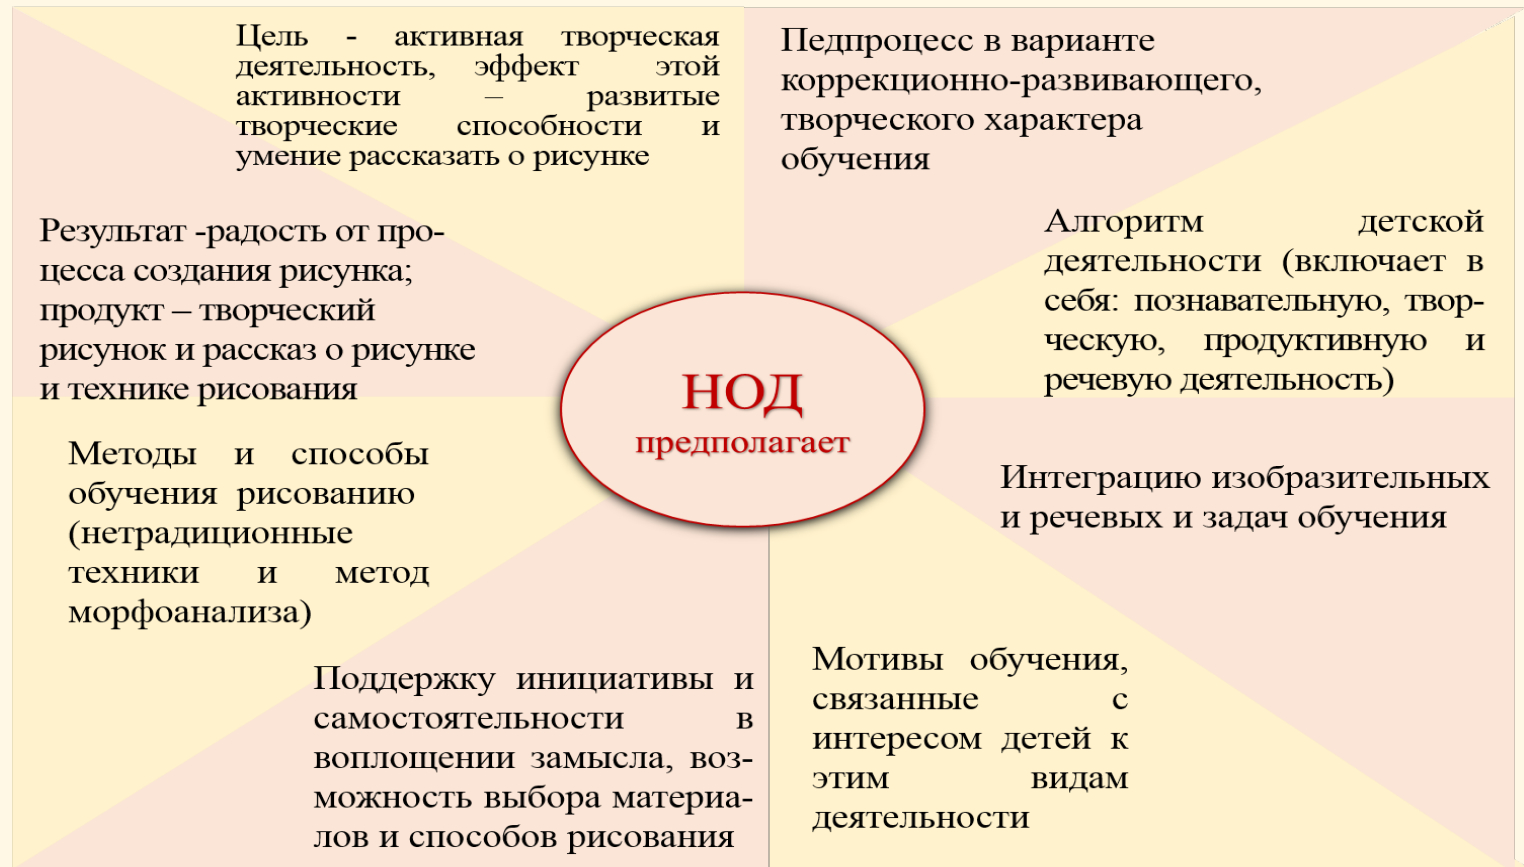 Цель - активная творческая
деятельность, эффект этой
активности – развитые
творческие способности и
умение рассказать о рисунке
Педпроцесс в варианте
коррекционно-развивающего,
творческого характера
обучения
Алгоритм детской
деятельности (включает в
себя: познавательную, твор-
ческую, продуктивную и
речевую деятельность)
Интеграцию изобразительных
и речевых и задач обучения
Мотивы обучения,
связанные с
интересом детей к
этим видам
деятельности
Поддержку инициативы и
самостоятельности в
воплощении замысла, воз-
можность выбора материа-
лов и способов рисования
Методы и способы
обучения рисованию
(нетрадиционные
техники и метод
морфоанализа)
Результат -радость от про-
цесса создания рисунка;
продукт – творческий
рисунок и рассказ о рисунке
и технике рисования
НОД
предполагает